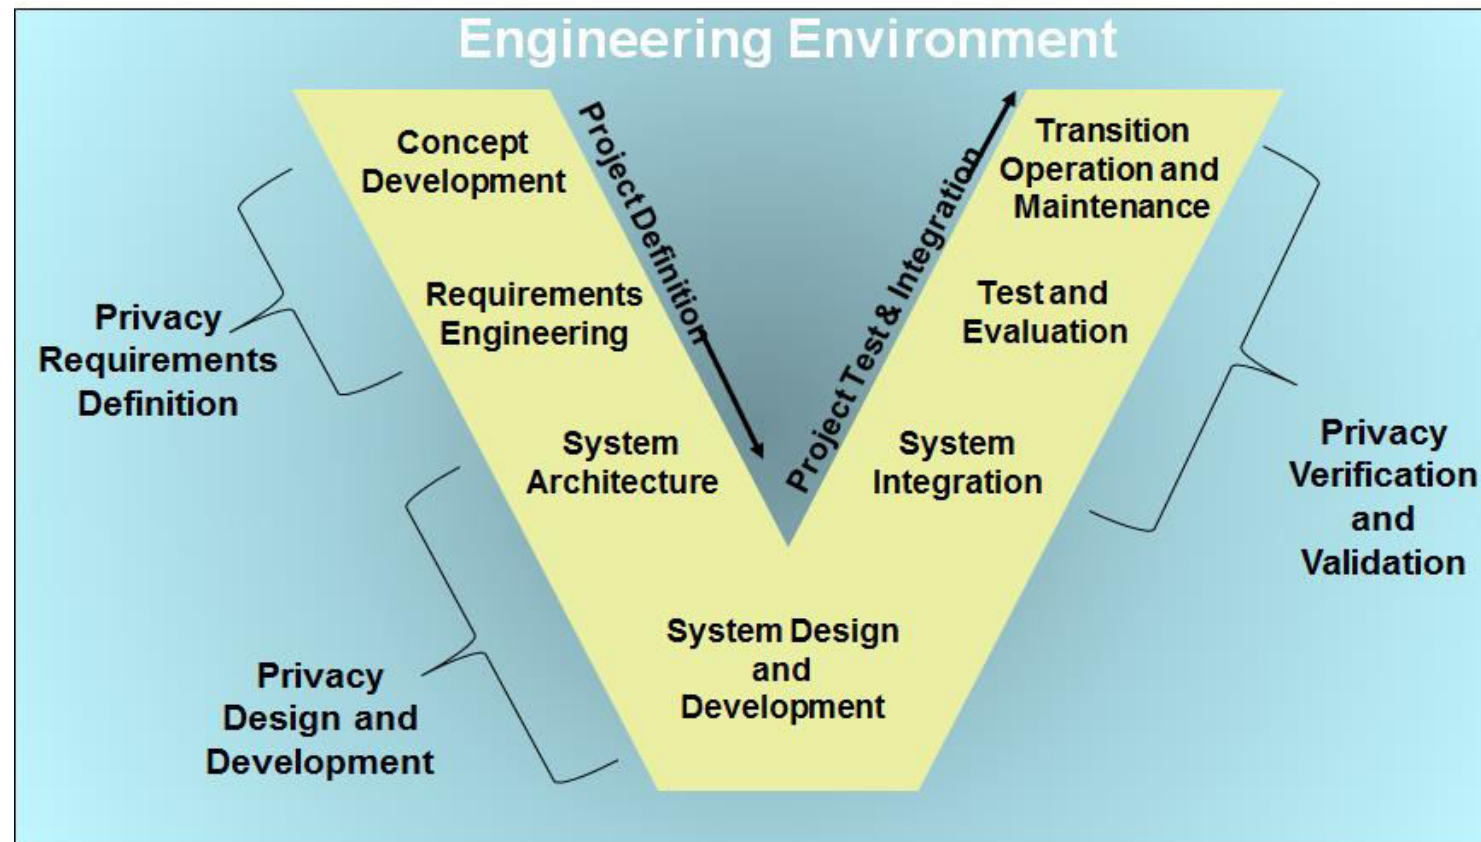 Engineering Environment
Concept
Development
Requirements
Engineering
System
Architecture
System Design
and
Development
System
Integration
Test and
Evaluation
Transition
Operation and
Maintenance
Project Definition
Project Test & Integration
Privacy
Requirements
Definition
Privacy
Design and
Development
Privacy
Verification
and
Validation